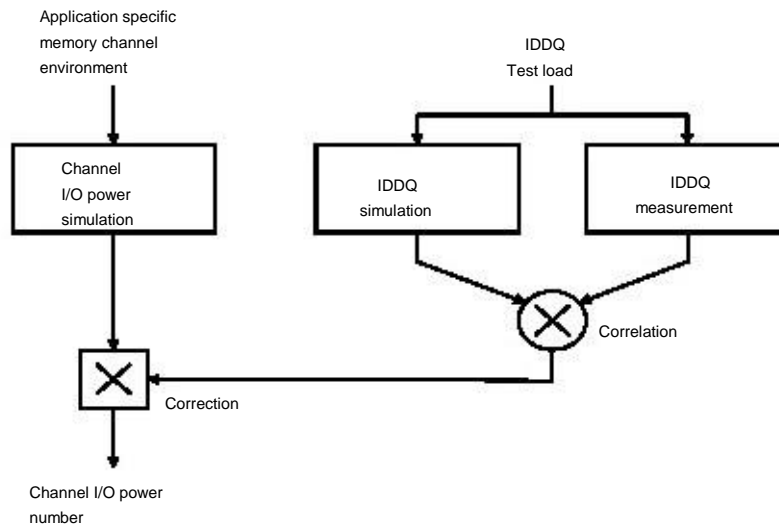 Application specific
memory channel
environment
IDDQ
Test load
Channel
I/O power
simulation
IDDQ
simulation
IDDQ
measurement
Correlation
Correction
Channel I/O power
number